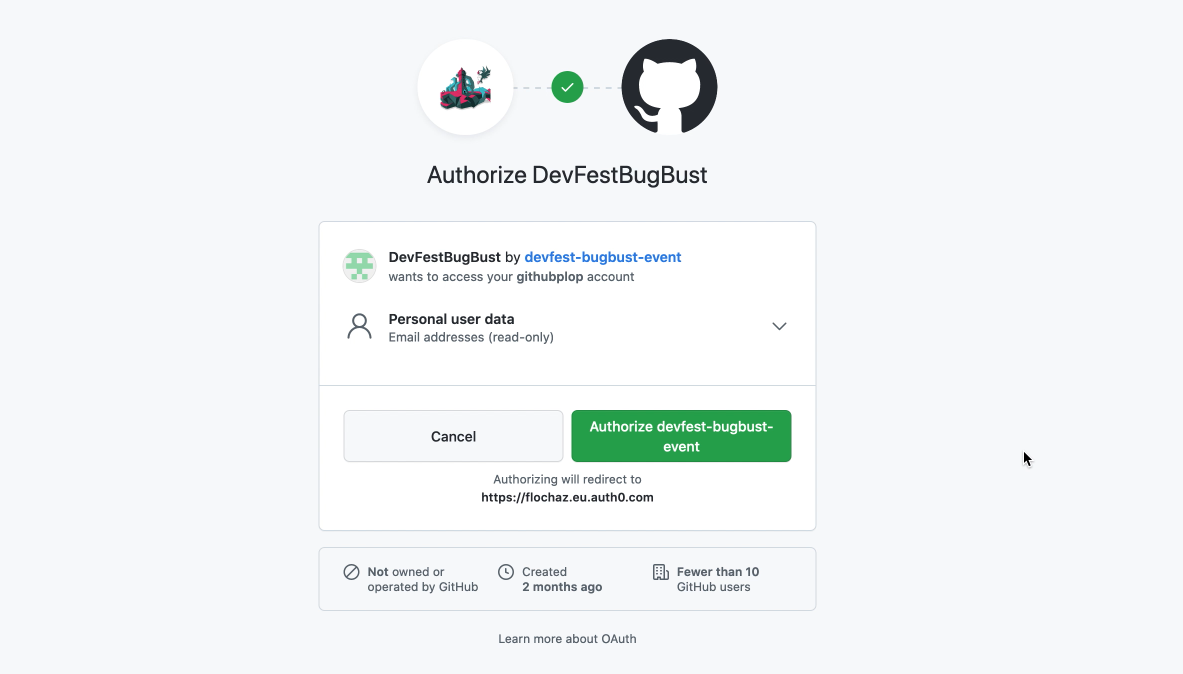 Authorize DevFestBugBust
DevFestBugBust by devfest-bugbust-event
wants to access your githubplop account
Personal user data
Email addresses (read-only)
Cancel
Authorize devfest-bugbust-
event
Authorizing will redirect to
https://flochaz.eu.auth0.com
Not owned or
operated by GitHub
Created
2 months ago
Fewer than 10
GitHub users
Learn more about OAuth